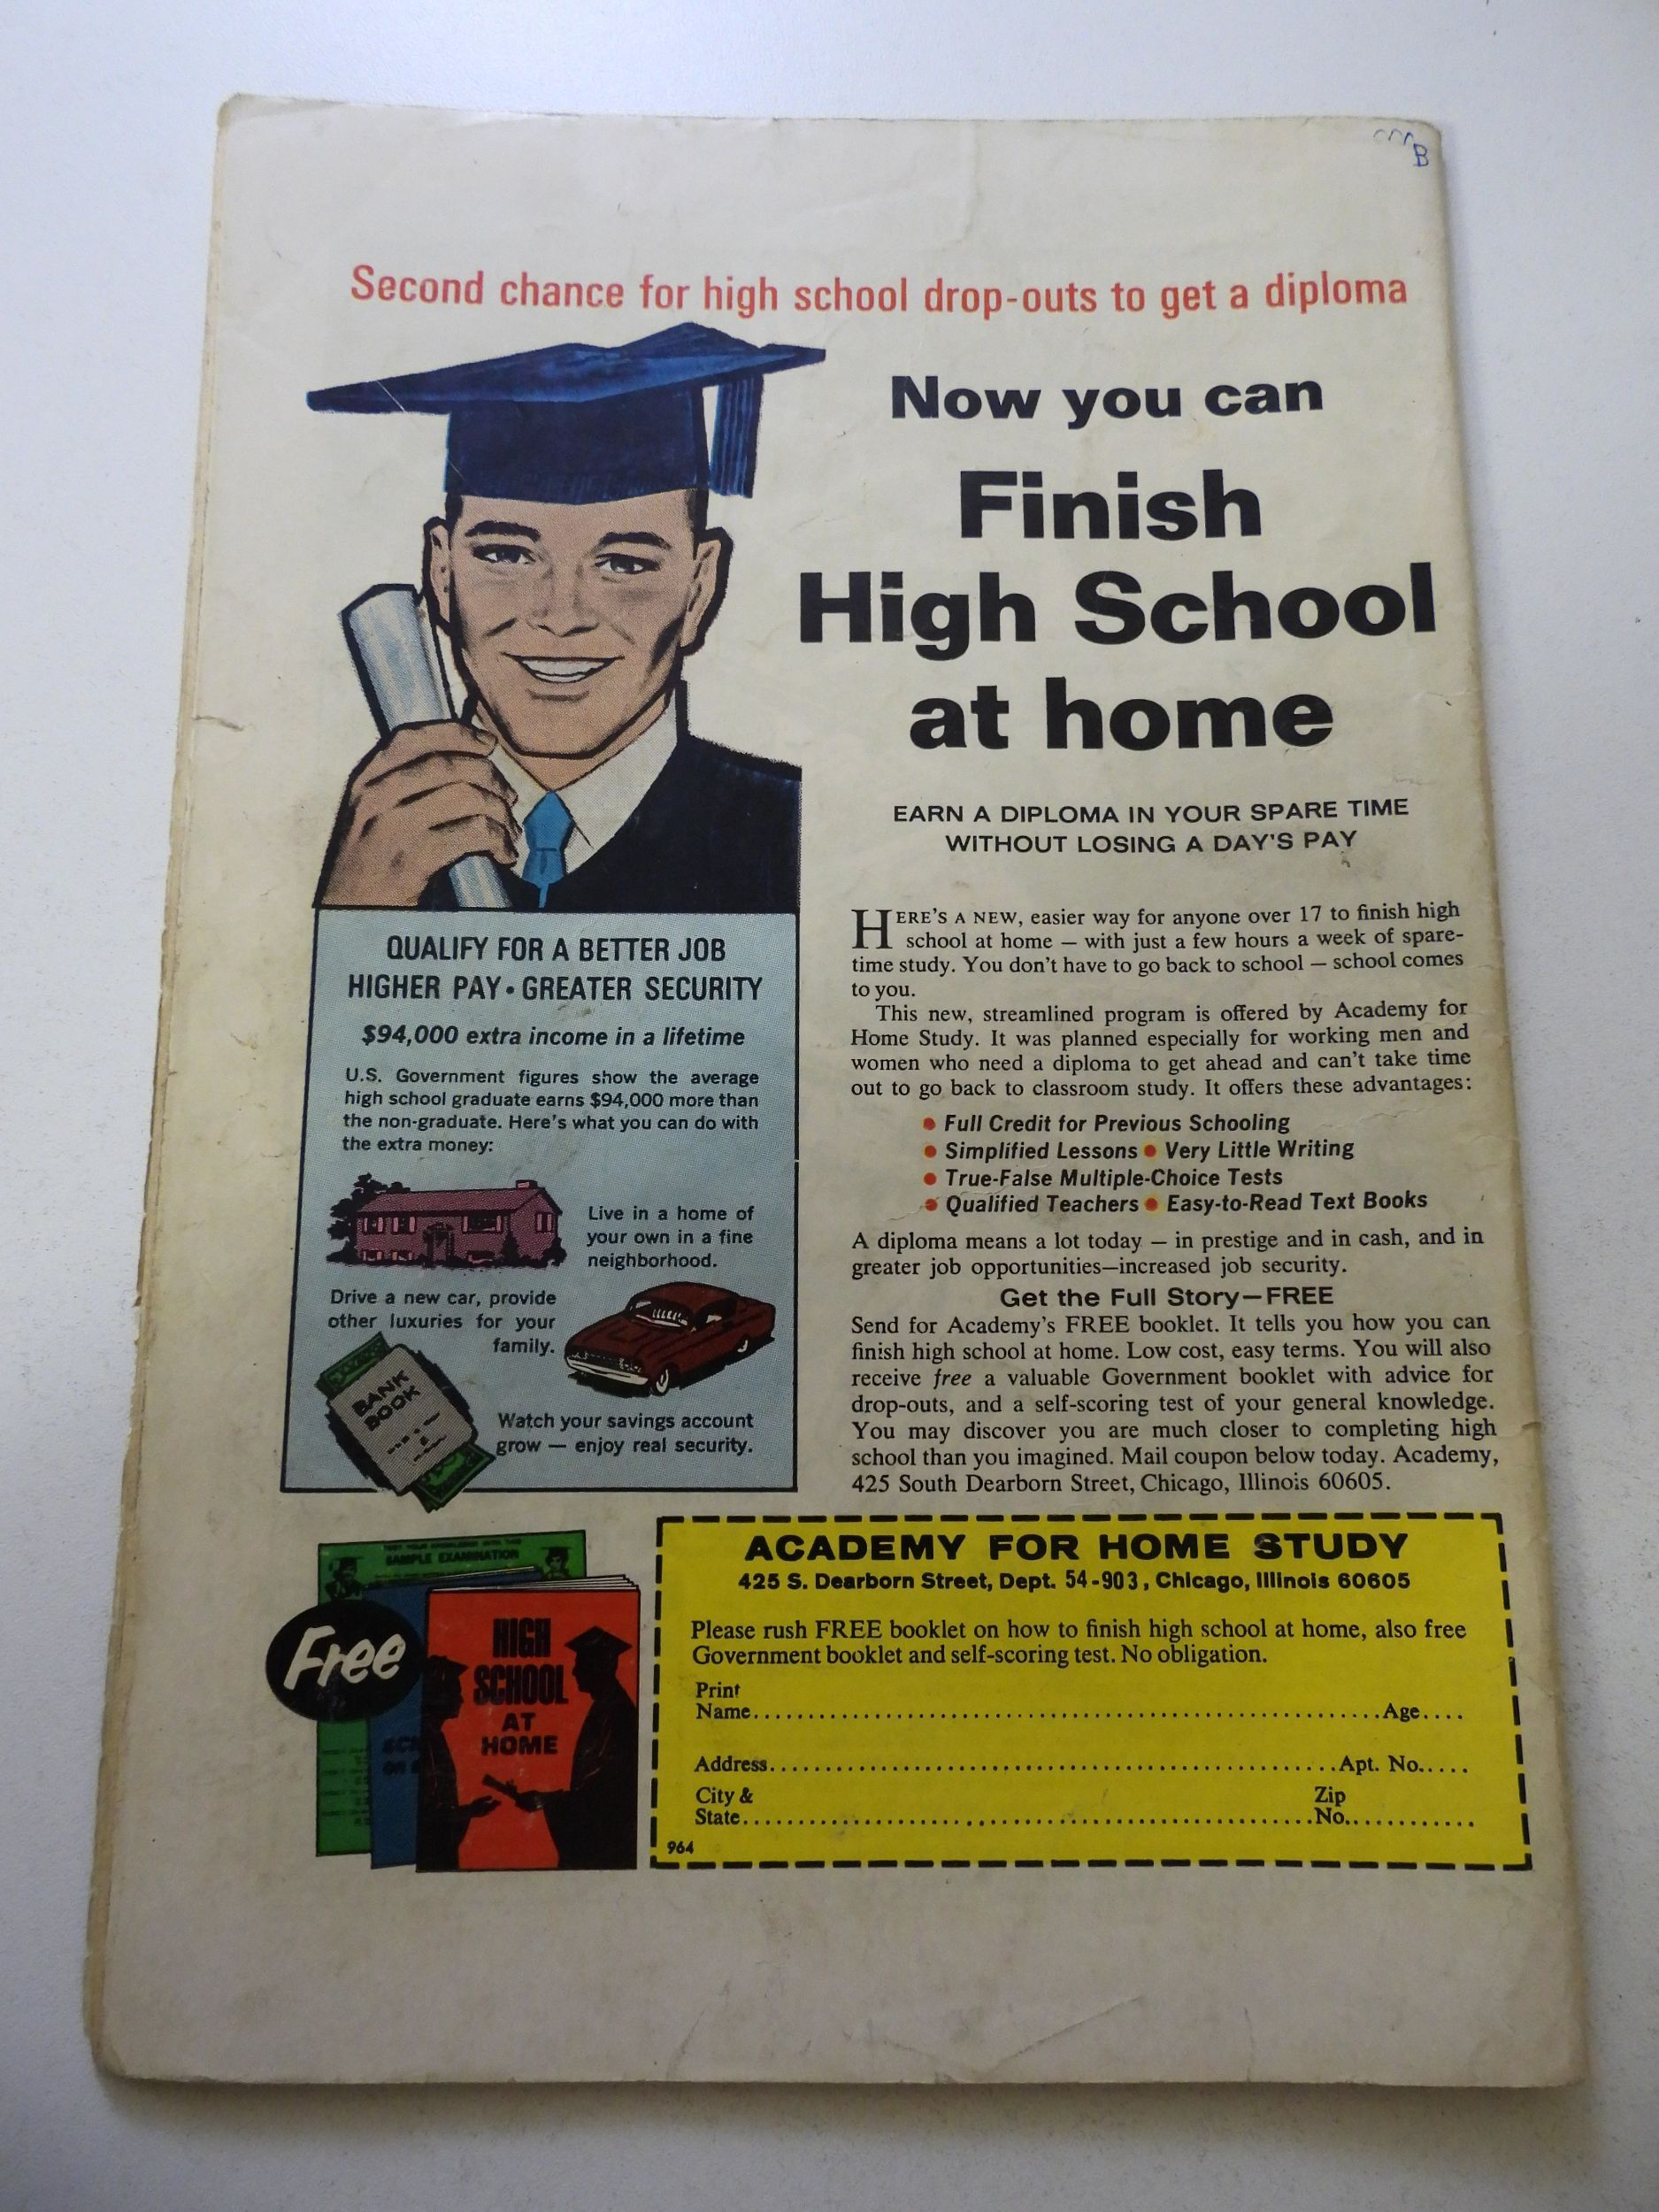 B
Second chance for high school drop-outs to get a diploma
Now you can
Finish
High School
at home
EARN A DIPLOMA IN YOUR SPARE TIME
WITHOUT LOSING A DAY'S PAY
HERE'S A NEW, easier way for anyone over 17 to finish high
school at home — with just a few hours a week of spare-
time study. You don't have to go back to school — school comes
to you.
This new, streamlined program is offered by Academy for
Home Study. It was planned especially for working men and
women who need a diploma to get ahead and can't take time
out to go back to classroom study. It offers these advantages:
• Full Credit for Previous Schooling
• Simplified Lessons • Very Little Writing
• True-False Multiple-Choice Tests
• Qualified Teachers • Easy-to-Read Text Books
A diploma means a lot today — in prestige and in cash, and in
greater job opportunities—increased job security.
Get the Full Story—FREE
Send for Academy's FREE booklet. It tells you how you can
finish high school at home. Low cost, easy terms. You will also
receive free a valuable Government booklet with advice for
drop-outs, and a self-scoring test of your general knowledge.
You may discover you are much closer to completing high
school than you imagined. Mail coupon below today. Academy,
425 South Dearborn Street, Chicago, Illinois 60605.
QUALIFY FOR A BETTER JOB
HIGHER PAY • GREATER SECURITY
$94,000 extra income in a lifetime
U.S. Government figures show the average
high school graduate earns $94,000 more than
the non-graduate. Here's what you can do with
the extra money:
Live in a home of
your own in a fine
neighborhood.
Drive a new car, provide
other luxuries for your
family.
BANK
BOOK
Watch your savings account
grow — enjoy real security.
SAMPLE EXAMINATION
Free
HIGH
SCHOOL
AT
HOME
ACADEMY FOR HOME STUDY
425 S. Dearborn Street, Dept. 54-903, Chicago, Illinois 60605
Please rush FREE booklet on how to finish high school at home, also free
Government booklet and self-scoring test. No obligation.
Print
Name.......................................................Age....
Address..................................................Apt. No.....
City & Zip
State..................................................No............
964